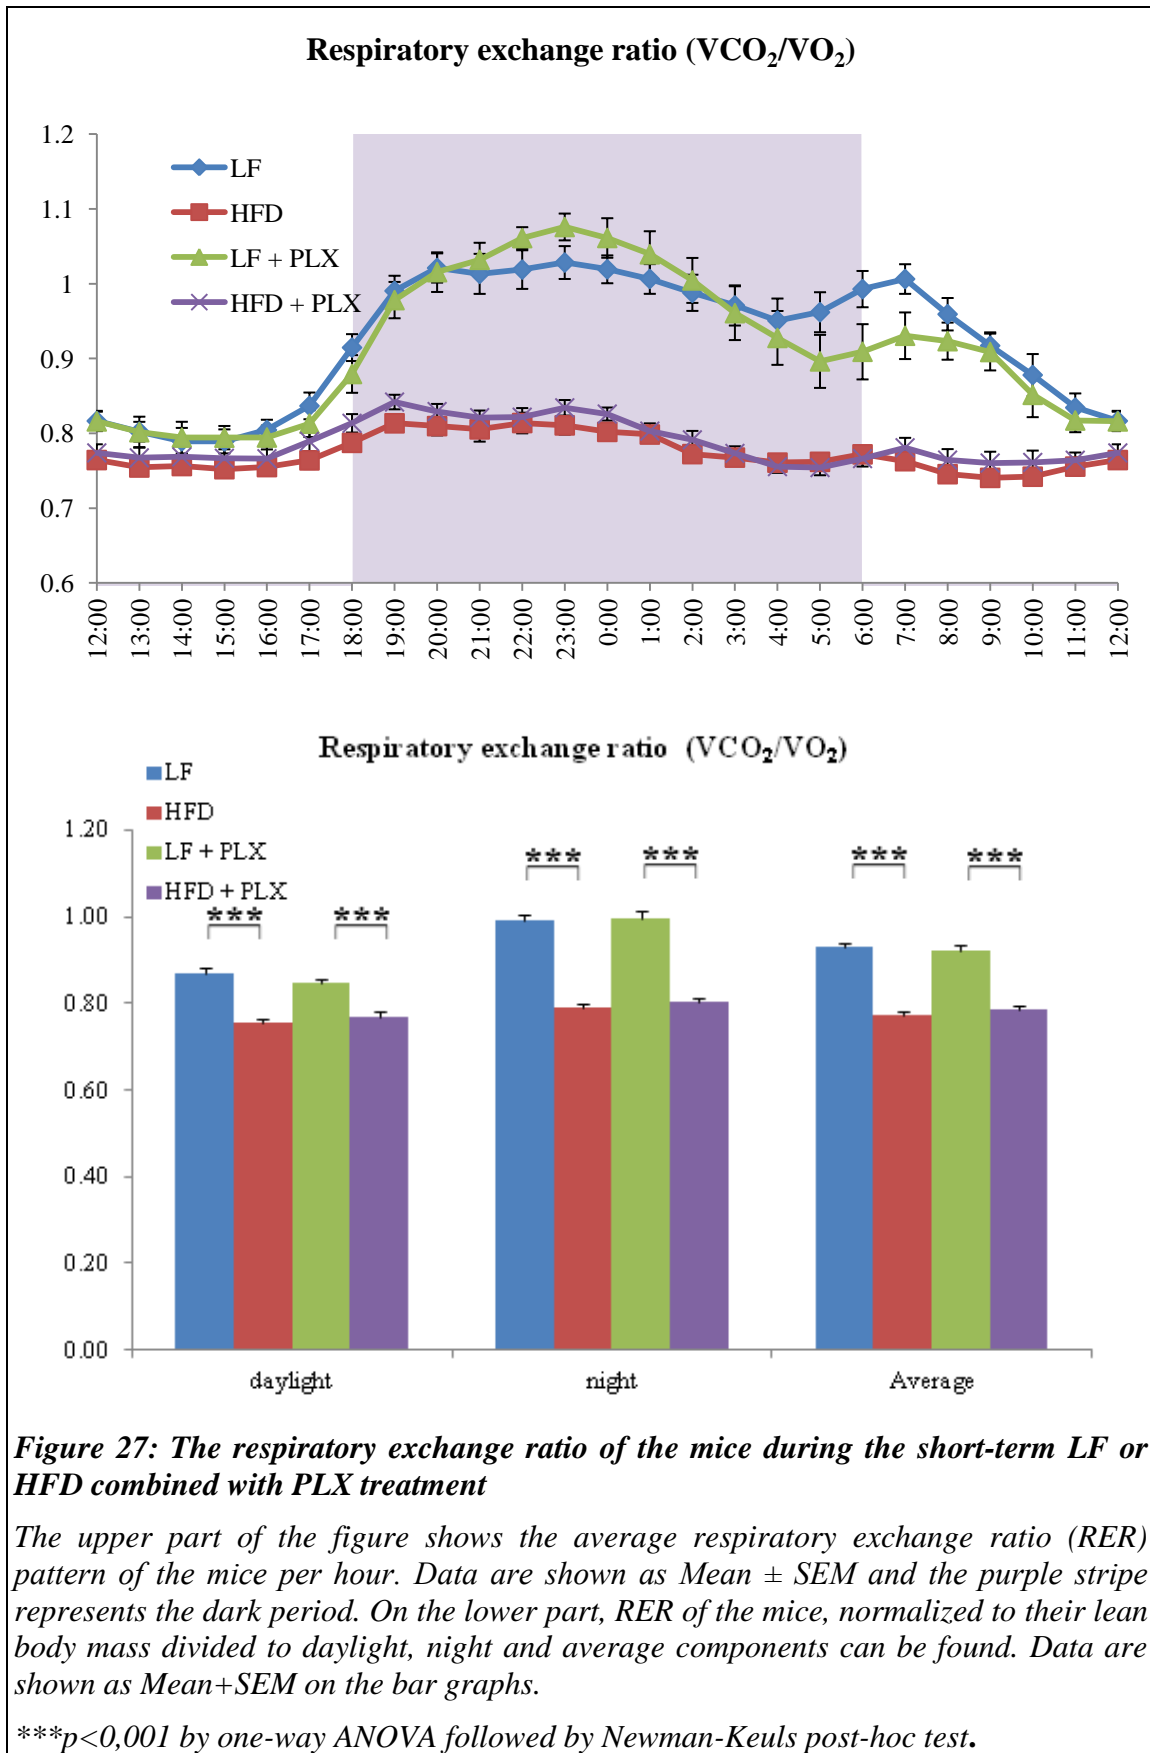 Respiratory exchange ratio (VCO₂/VO₂)
1.2
1.1
1
0.9
0.8
0.7
0.6
LF
HFD
LF + PLX
HFD + PLX
12:00
13:00
14:00
15:00
16:00
17:00
18:00
19:00
20:00
21:00
22:00
23:00
0:00
1:00
2:00
3:00
4:00
5:00
6:00
7:00
8:00
9:00
10:00
11:00
12:00
Respiratory exchange ratio (VCO₂/VO₂)
LF
HFD
LF + PLX
HFD + PLX
1.20
1.00
0.80
0.60
0.40
0.20
0.00
*** *** *** *** *** ***
daylight night Average
Figure 27: The respiratory exchange ratio of the mice during the short-term LF or
HFD combined with PLX treatment
The upper part of the figure shows the average respiratory exchange ratio (RER)
pattern of the mice per hour. Data are shown as Mean ± SEM and the purple stripe
represents the dark period. On the lower part, RER of the mice, normalized to their lean
body mass divided to daylight, night and average components can be found. Data are
shown as Mean+SEM on the bar graphs.
***p<0,001 by one-way ANOVA followed by Newman-Keuls post-hoc test.